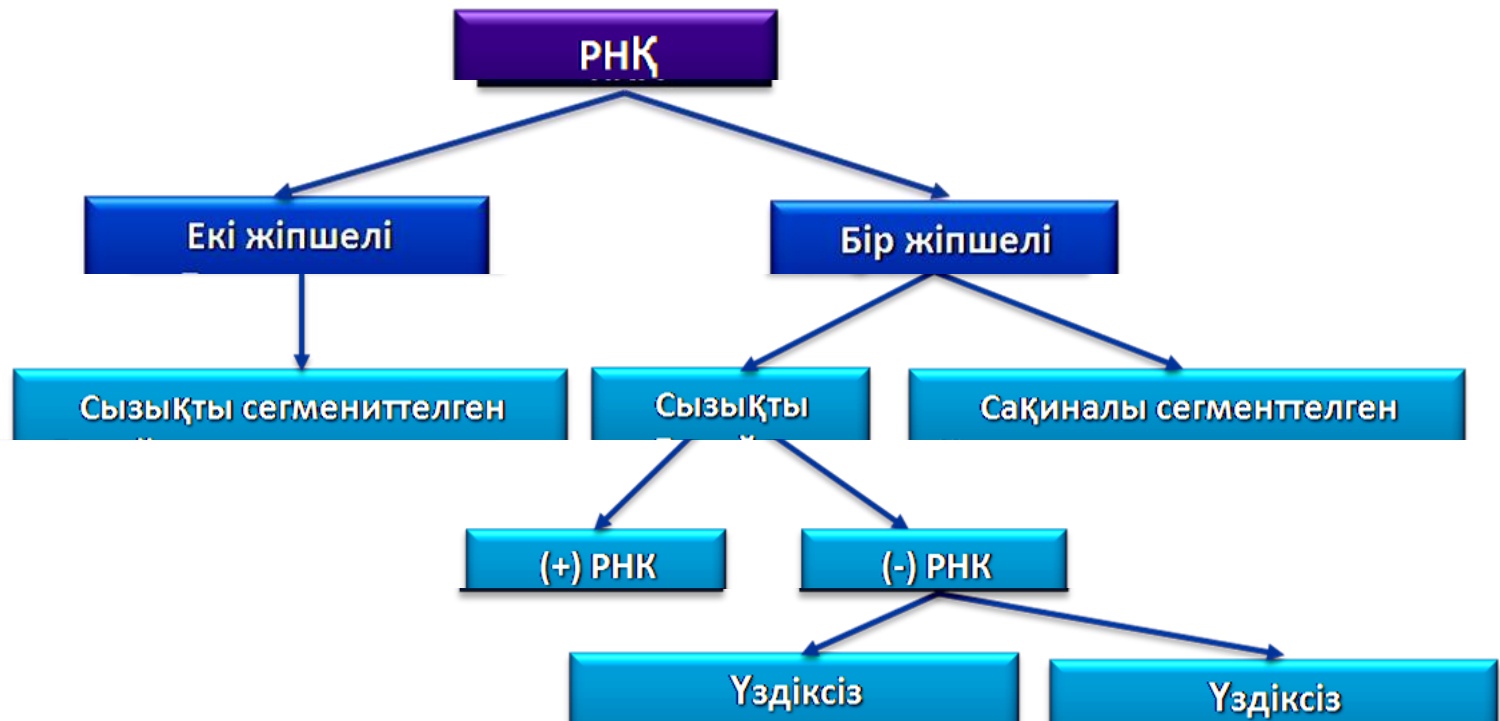 РНҚ
Екі жіпшелі
Бір жіпшелі
Сызықты сегмениттелген
Сызықты
Сақиналы сегменттелген
(+) РНК
(-) РНК
Үздіксіз
Үздіксіз